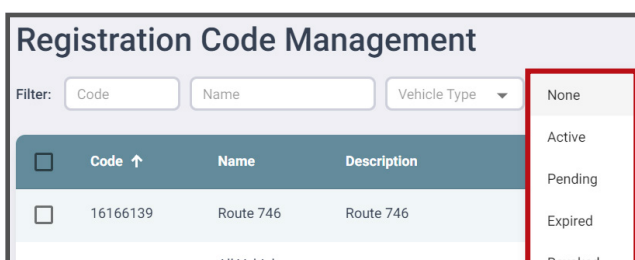 Registration Code Management
Filter: Code Name Vehicle Type None
Active
Code ↑ Name Description
Pending
16166139 Route 746 Route 746
Expired